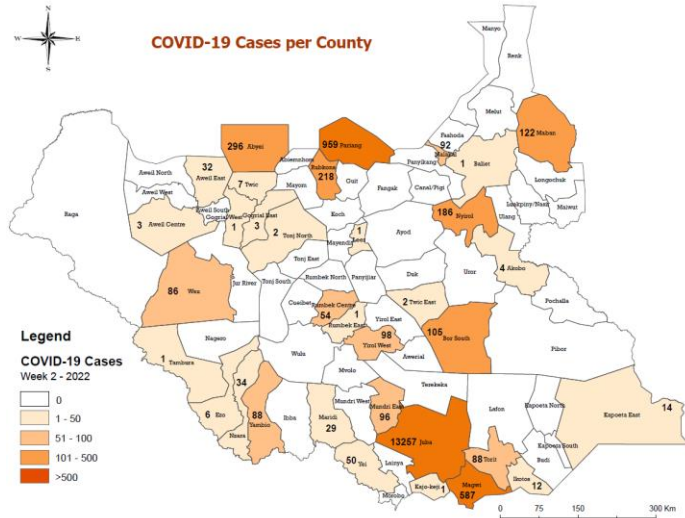 N
W
E
S
COVID-19 Cases per County
Manyo
Renk
Melut
Fashoda
92
Malakal
122 Maban
Baliet
1
296 Abyei
959 Pariang
Abiemnhom
Rubkona
218
Guit
Panyikang
Fangak
Canal/Pigi
Longochuk
Luakpiny/Nasir
Maiwut
32
Aweil East
Aweil North
Aweil West
7 Twic
Mayom
Raga
Aweil South
Gogrial West
1
Gogrial East
3
3
Aweil Centre
2
Tonj North
Koch
Mayendit
1
Leer
Ayod
186 Nyirol
Ulang
Tonj East
4
Akobo
86 Wau
Jur River
Tonj South
Rumbek North
Panyijiar
Duk
Uror
Pochalla
Cueibet
Rumbek Centre
54
1
Rumbek East
Yirol East
2 Twic East
98
Yirol West
Awerial
105
Bor South
Pibor
Nagero
Wulu
Mvolo
1 Tambura
34
6 Ezo
Nzara
88
Yambio
Ibba
Maridi
29
Mundri West
Mundri East
96
Terekeka
Lafon
Kapoeta North
Kapoeta East
14
13257 Juba
50
Yei
Lainya
Morobo
Kajo-keji
1
Magwi
587
88 Torit
Ikotos
12
Budi
Kapoeta South
Legend
COVID-19 Cases
Week 2 - 2022
0
1 - 50
51 - 100
101 - 500
>500
0 75 150 300 Km